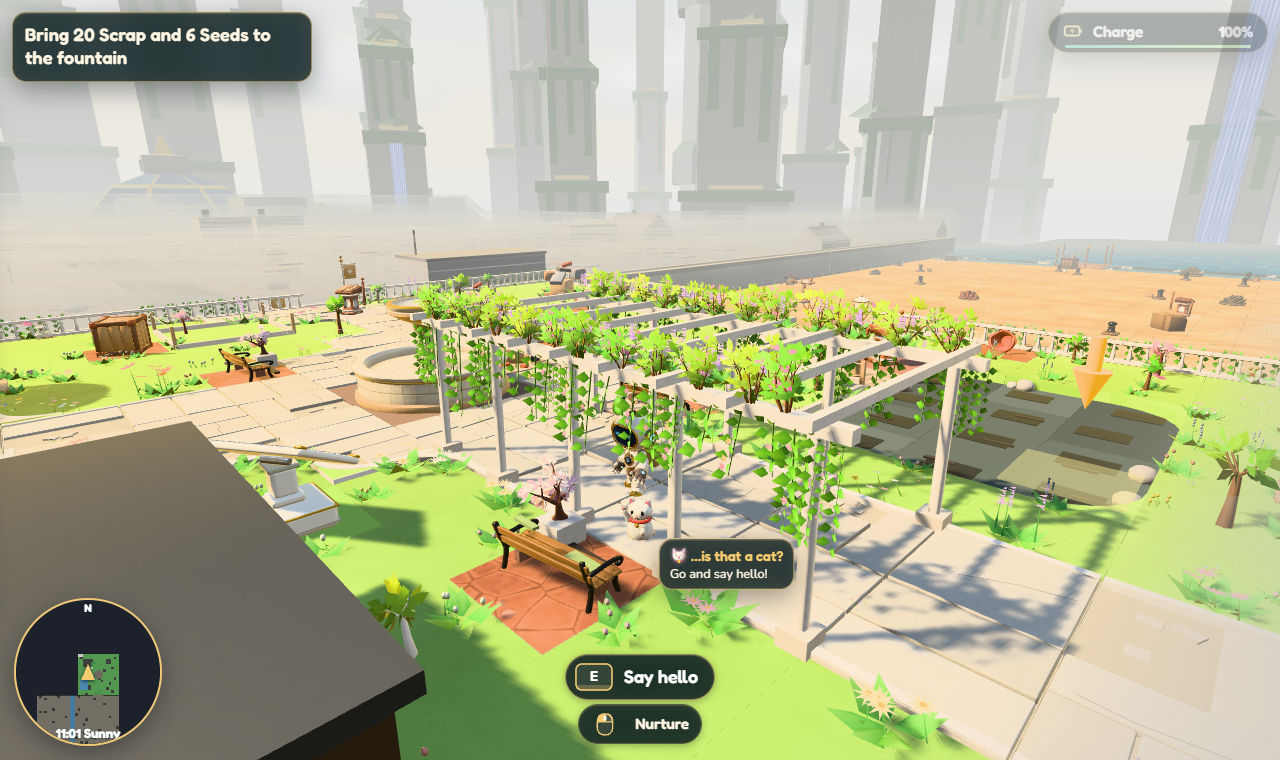 Bring 20 Scrap and 6 Seeds to
the fountain
Charge 100%
...is that a cat?
Go and say hello!
E Say hello
Nurture
N
11:01 Sunny